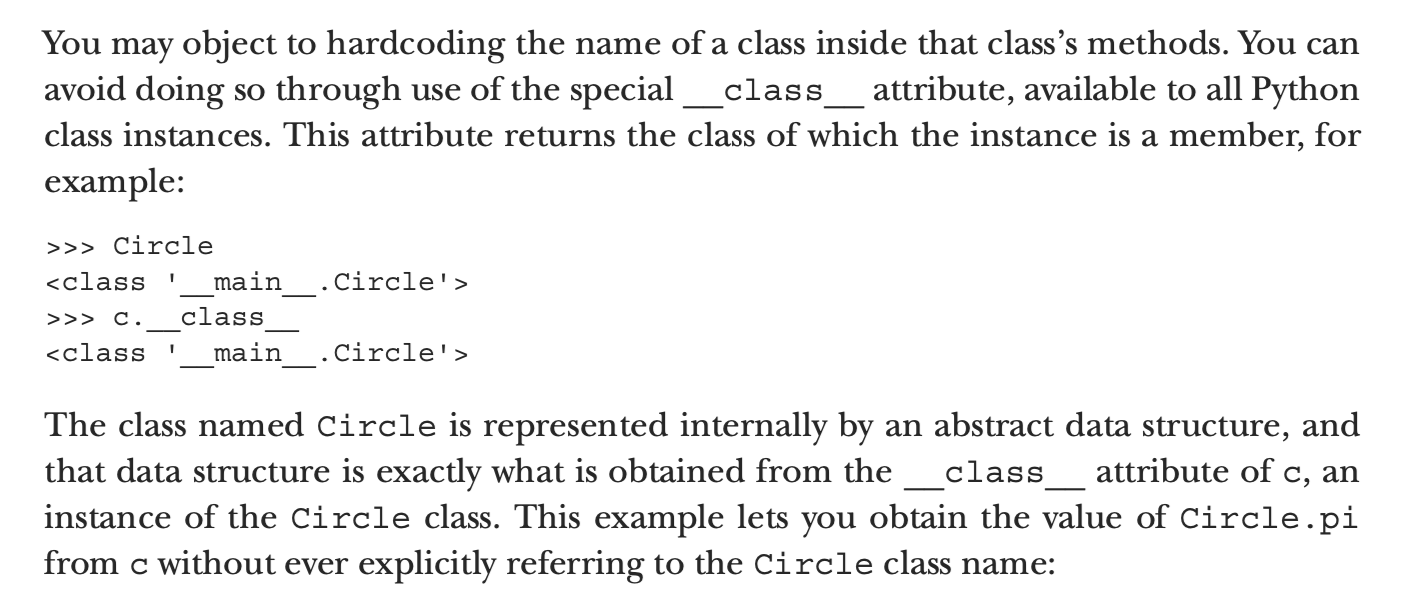 You may object to hardcoding the name of a class inside that class’s methods. You can
avoid doing so through use of the special __class__ attribute, available to all Python
class instances. This attribute returns the class of which the instance is a member, for
example:
>>> Circle
<class '__main__.Circle'>
>>> c.__class__
<class '__main__.Circle'>
The class named Circle is represented internally by an abstract data structure, and
that data structure is exactly what is obtained from the __class__ attribute of c, an
instance of the Circle class. This example lets you obtain the value of Circle.pi
from c without ever explicitly referring to the Circle class name: